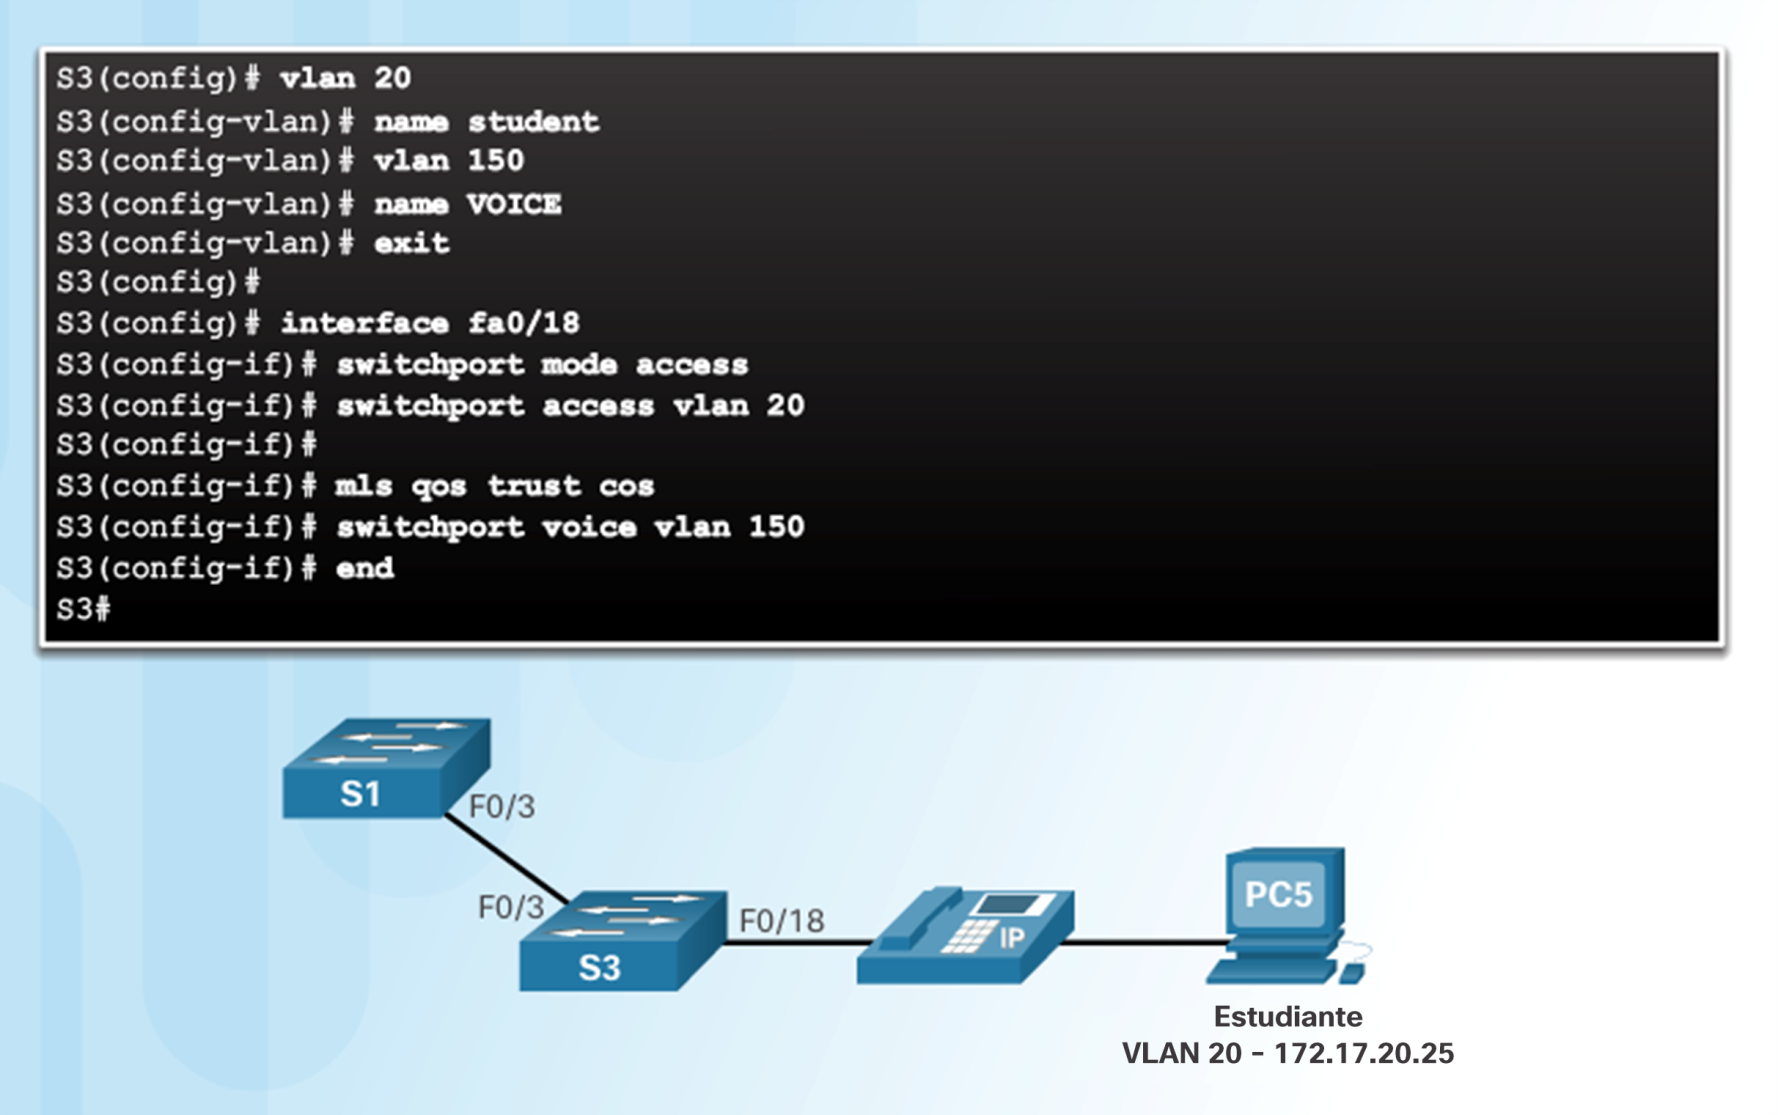 S3(config)# vlan 20
S3(config-vlan)# name student
S3(config-vlan)# vlan 150
S3(config-vlan)# name VOICE
S3(config-vlan)# exit
S3(config)#
S3(config)# interface fa0/18
S3(config-if)# switchport mode access
S3(config-if)# switchport access vlan 20
S3(config-if)#
S3(config-if)# mls qos trust cos
S3(config-if)# switchport voice vlan 150
S3(config-if)# end
S3#
S1
F0/3
F0/3
S3
F0/18
IP
PC5
Estudiante
VLAN 20 - 172.17.20.25